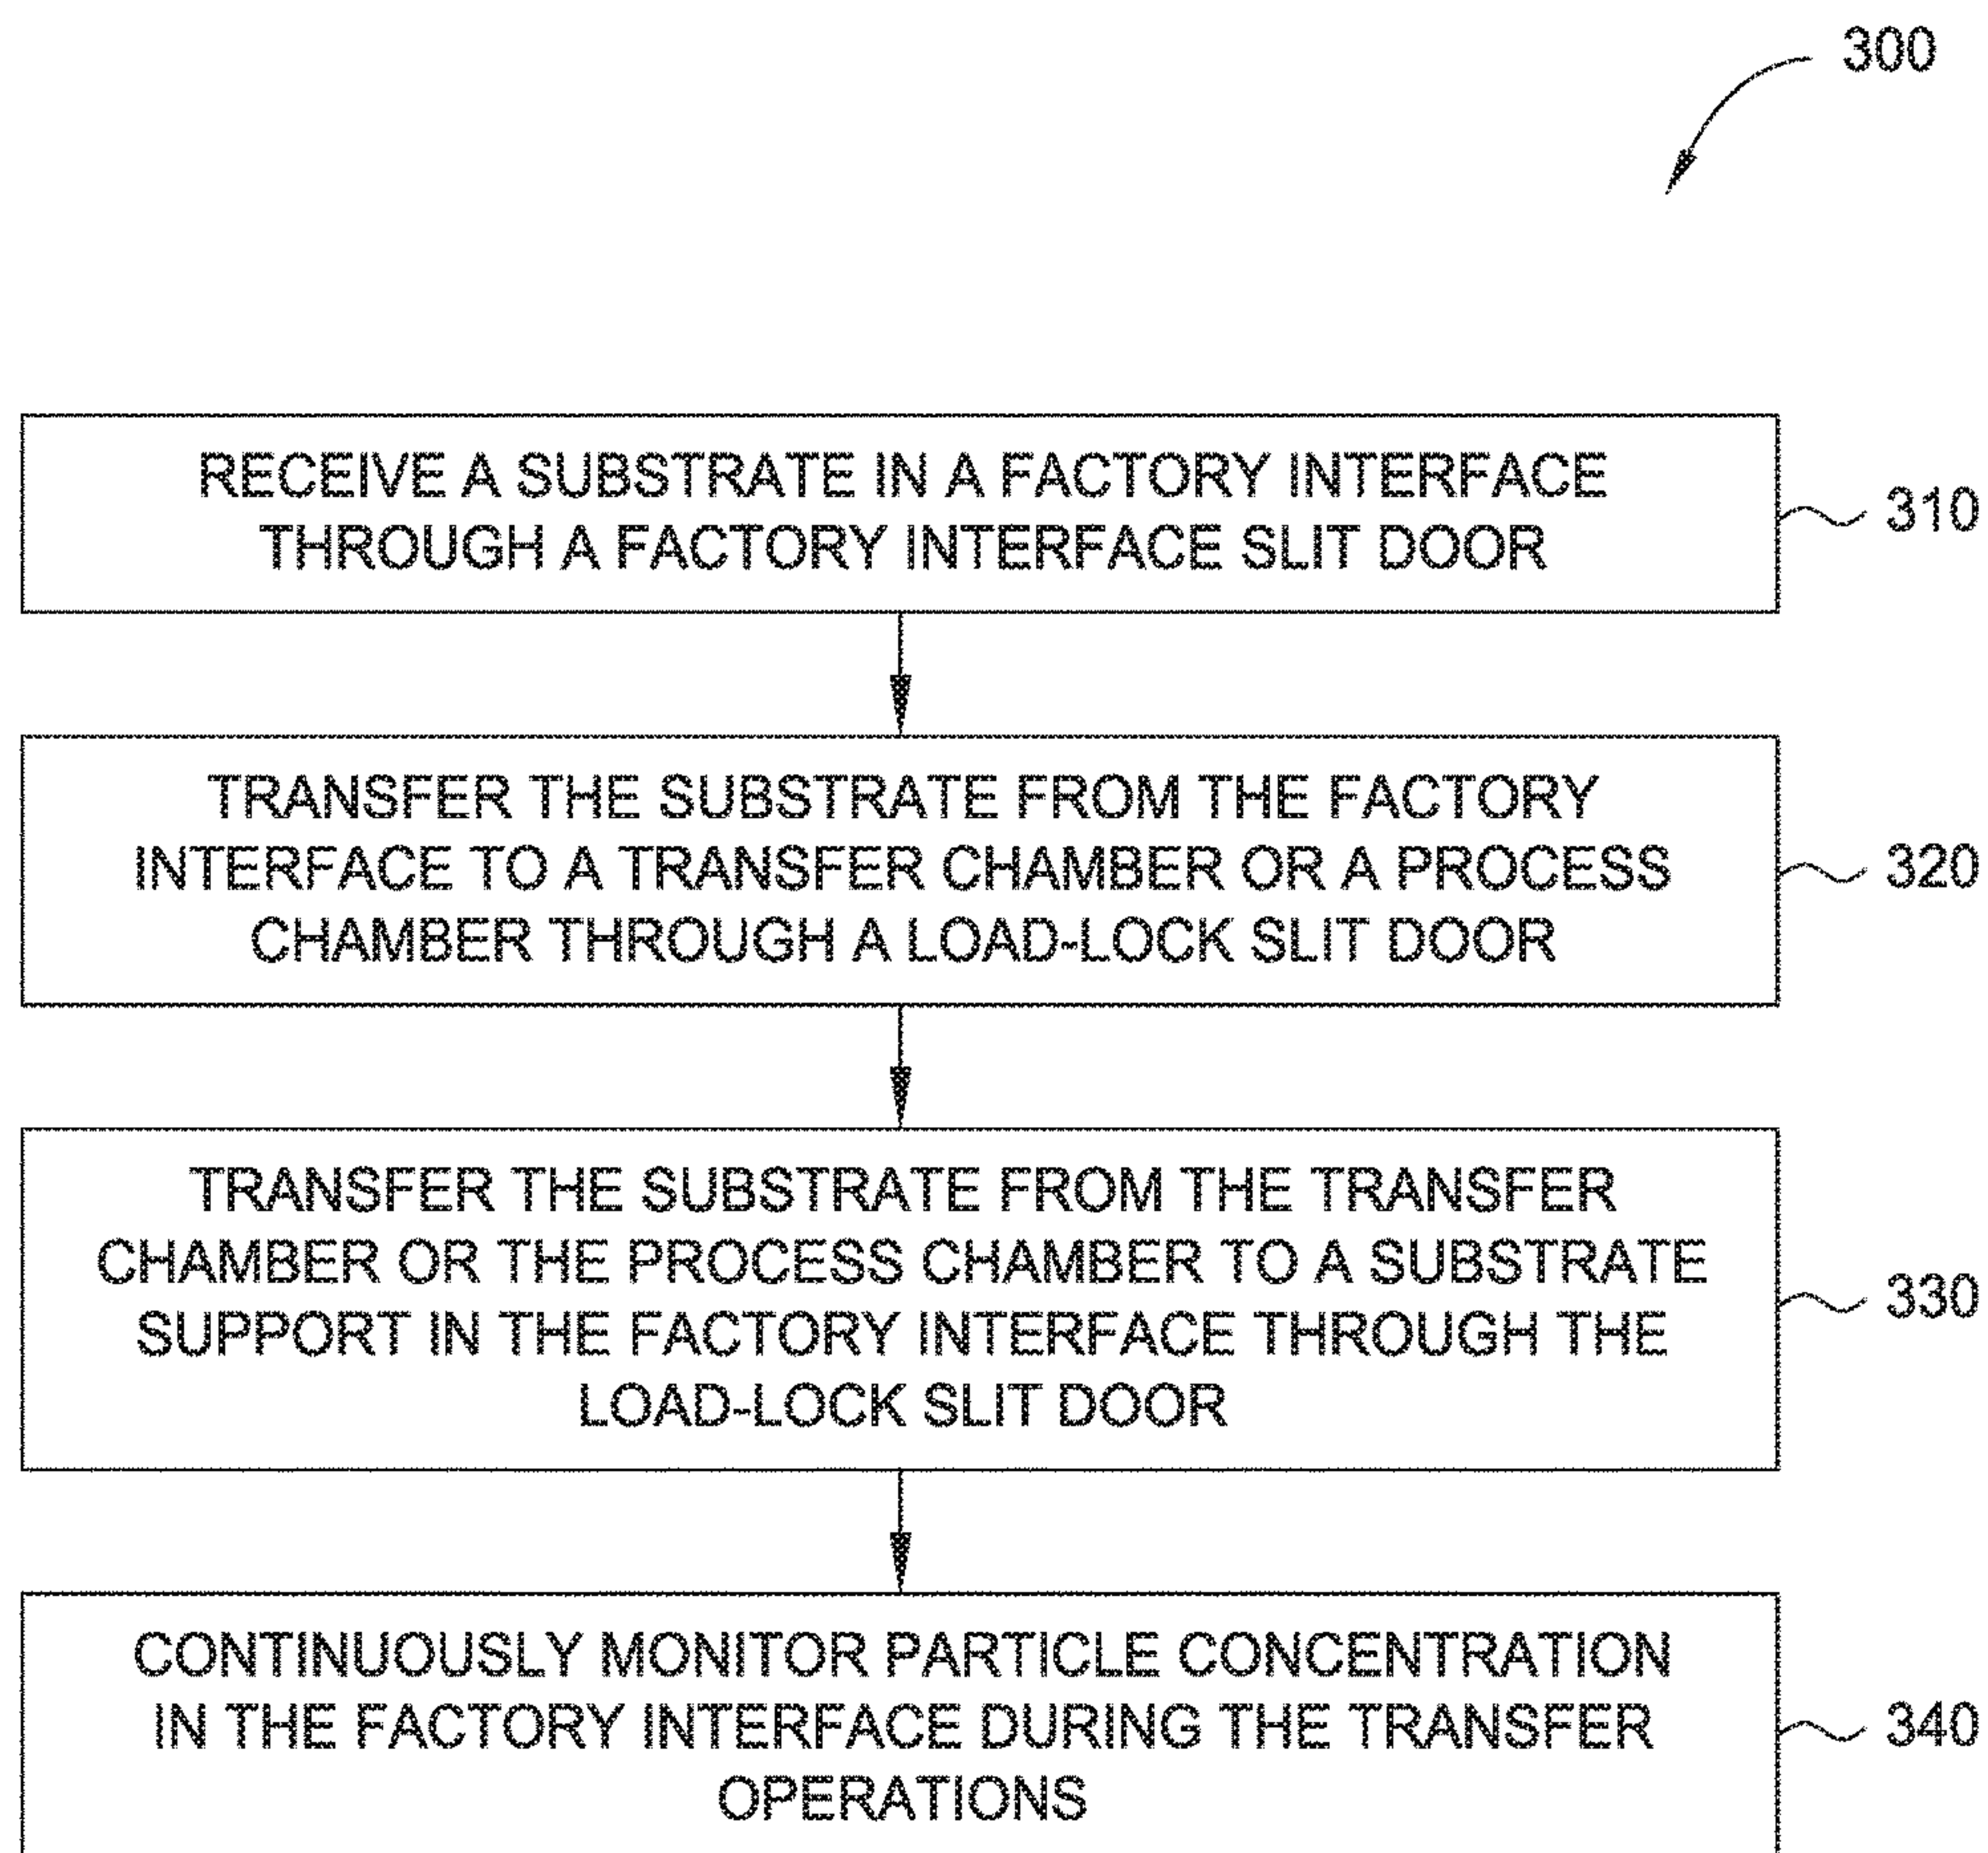 300
RECEIVE A SUBSTRATE IN A FACTORY INTERFACE
THROUGH A FACTORY INTERFACE SLIT DOOR
310
TRANSFER THE SUBSTRATE FROM THE FACTORY
INTERFACE TO A TRANSFER CHAMBER OR A PROCESS
CHAMBER THROUGH A LOAD-LOCK SLIT DOOR
320
TRANSFER THE SUBSTRATE FROM THE TRANSFER
CHAMBER OR THE PROCESS CHAMBER TO A SUBSTRATE
SUPPORT IN THE FACTORY INTERFACE THROUGH THE
LOAD-LOCK SLIT DOOR
330
CONTINUOUSLY MONITOR PARTICLE CONCENTRATION
IN THE FACTORY INTERFACE DURING THE TRANSFER
OPERATIONS
340